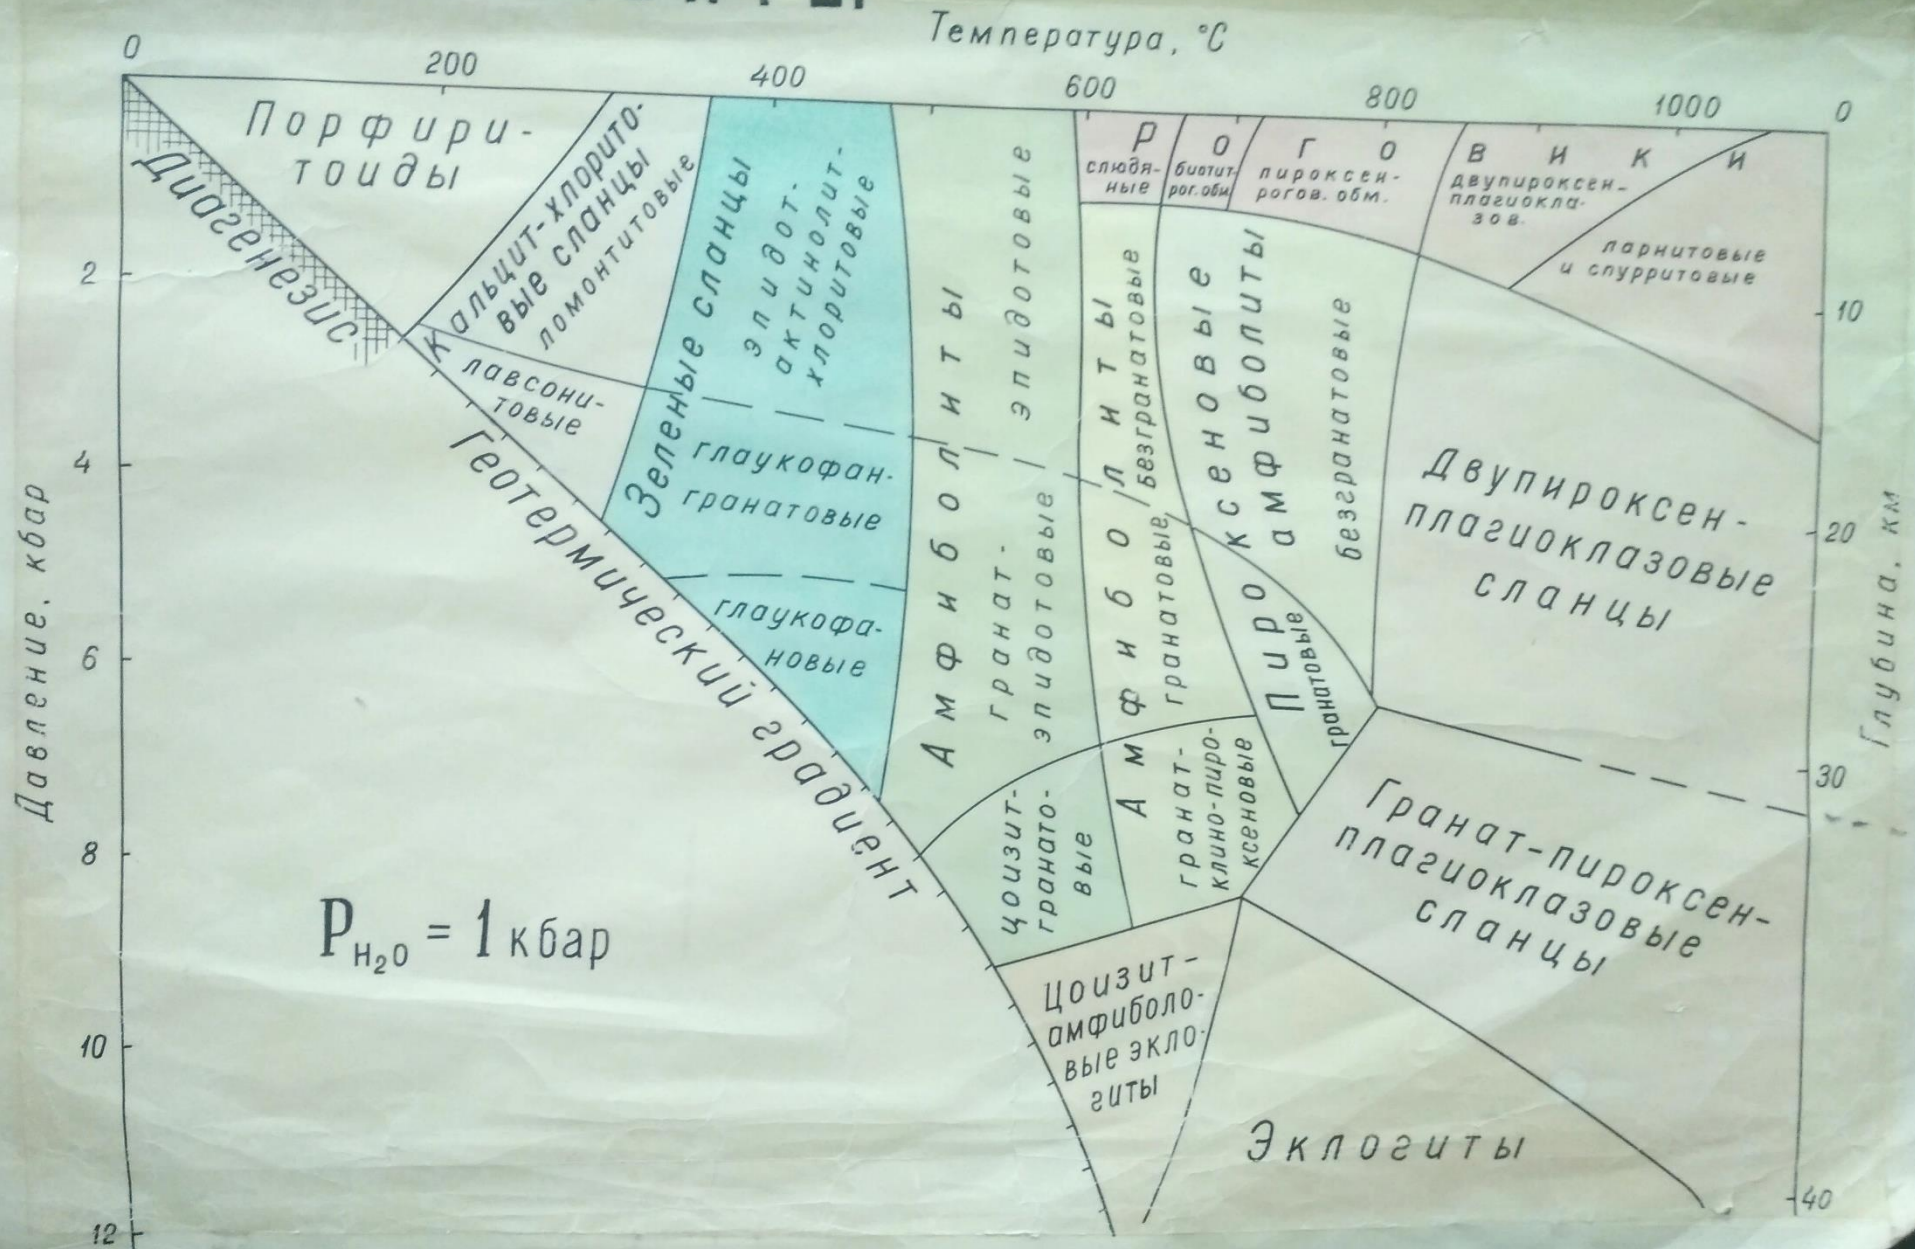 Температура, °C
0
200
400
600
800
1000
0
Порфири-
тоиды
Диагенезис
Кальцит-хлорито-
вые сланцы
ломонтитовые
лавсони-
товые
Зеленые сланцы
эпидот-
актинолит-
хлоритовые
глаукофан-
гранатовые
глаукофа-
новые
Амфиболиты
эпидотовые
гранат-
эпидотовые
цоизит-
гранато-
вые
Роговики
слюдя-
ные
биотит-
рог. обм.
пироксен-
рогов. обм.
двупироксен-
плагиокла-
зов.
ларнитовые
и спурритовые
Амфиболиты
безгранатовые
гранатовые
гранат-
клино-пиро-
ксеновые
Пироксеновые
амфиболиты
безгранатовые
гранатовые
Двупироксен-
плагиоклазовые
сланцы
Гранат-пироксен-
плагиоклазовые
сланцы
Цоизит-
амфиболо-
вые экло-
гиты
Эклогиты
Геотермический градиент
P H₂O = 1 кбар
Давление, кбар
2
4
6
8
10
12
Глубина, км
10
20
30
40